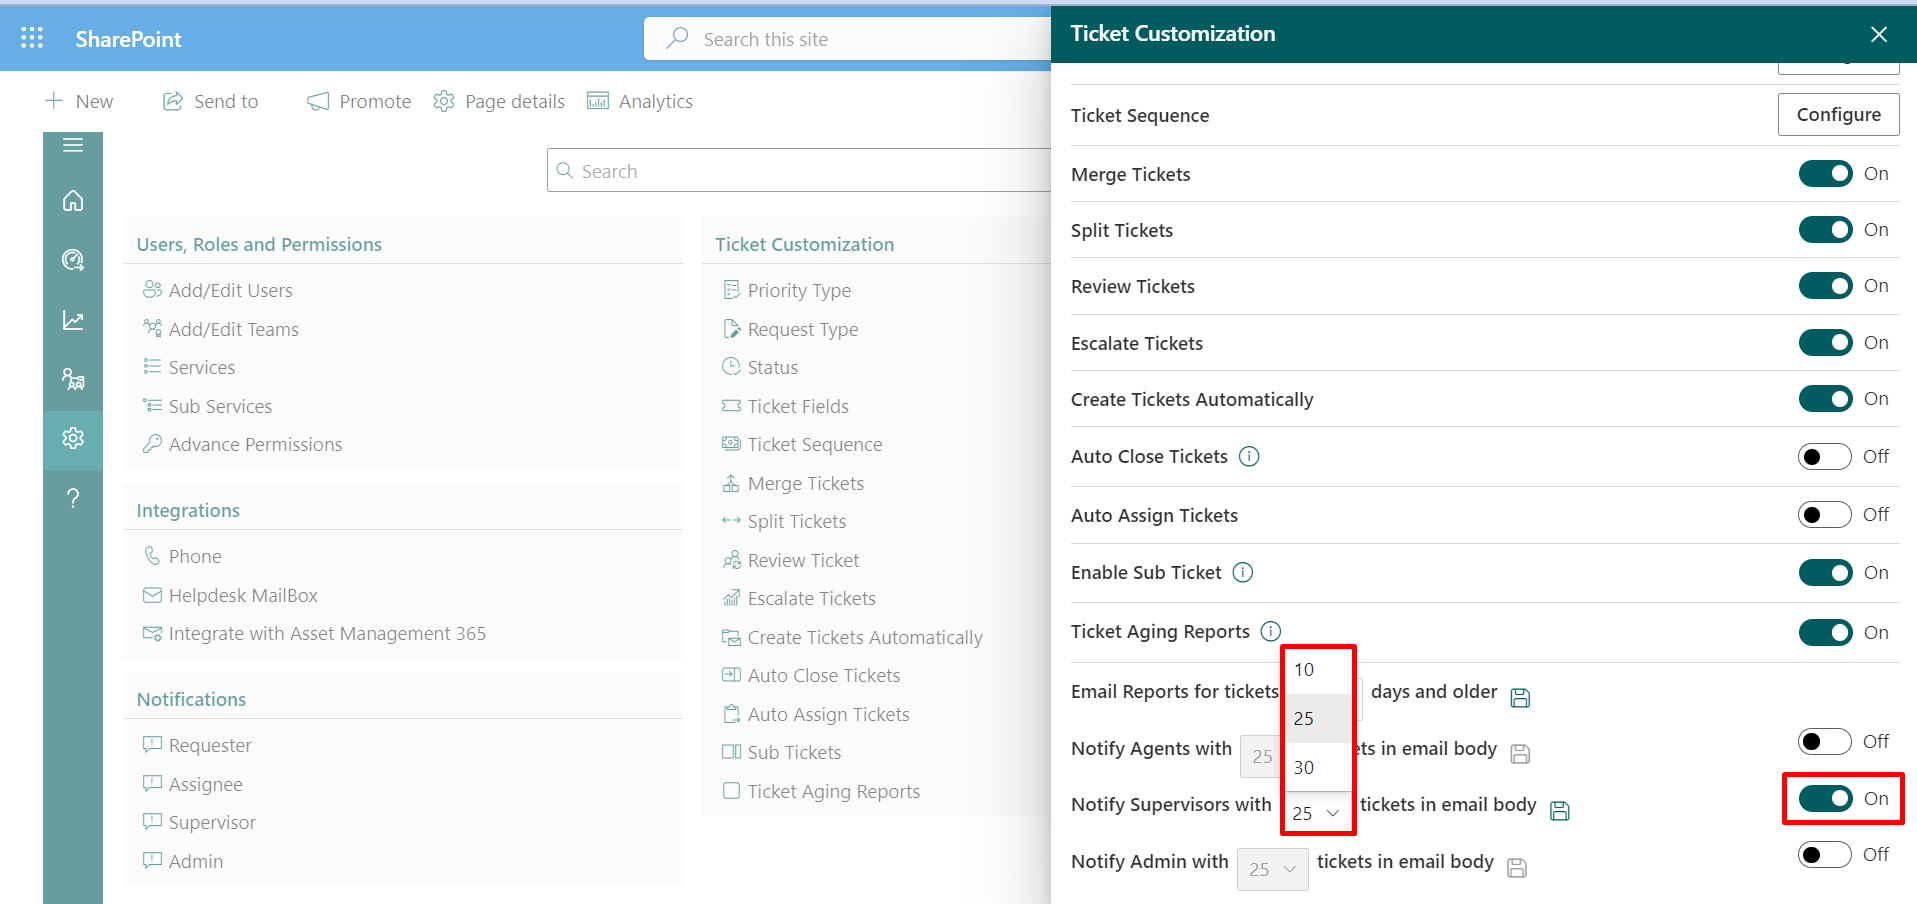 SharePoint
Search this site
New
Send to
Promote
Page details
Analytics
Search
Users, Roles and Permissions
Add/Edit Users
Add/Edit Teams
Services
Sub Services
Advance Permissions
Integrations
Phone
Helpdesk MailBox
Integrate with Asset Management 365
Notifications
Requester
Assignee
Supervisor
Admin
Ticket Customization
Priority Type
Request Type
Status
Ticket Fields
Ticket Sequence
Merge Tickets
Split Tickets
Review Ticket
Escalate Tickets
Create Tickets Automatically
Auto Close Tickets
Auto Assign Tickets
Sub Tickets
Ticket Aging Reports
Ticket Customization
Ticket Sequence Configure
Merge Tickets On
Split Tickets On
Review Tickets On
Escalate Tickets On
Create Tickets Automatically On
Auto Close Tickets Off
Auto Assign Tickets Off
Enable Sub Ticket On
Ticket Aging Reports On
10
25
30
Email Reports for tickets days and older
Notify Agents with 25 ets in email body Off
Notify Supervisors with 25 tickets in email body On
Notify Admin with 25 tickets in email body Off